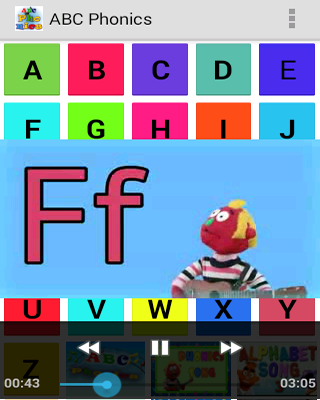 ABC Phonics
A B C D E
F G H I J
Ff
U V W X Y
Z ABC PHONICS SONG ALPHABET SONG
00:43 03:05